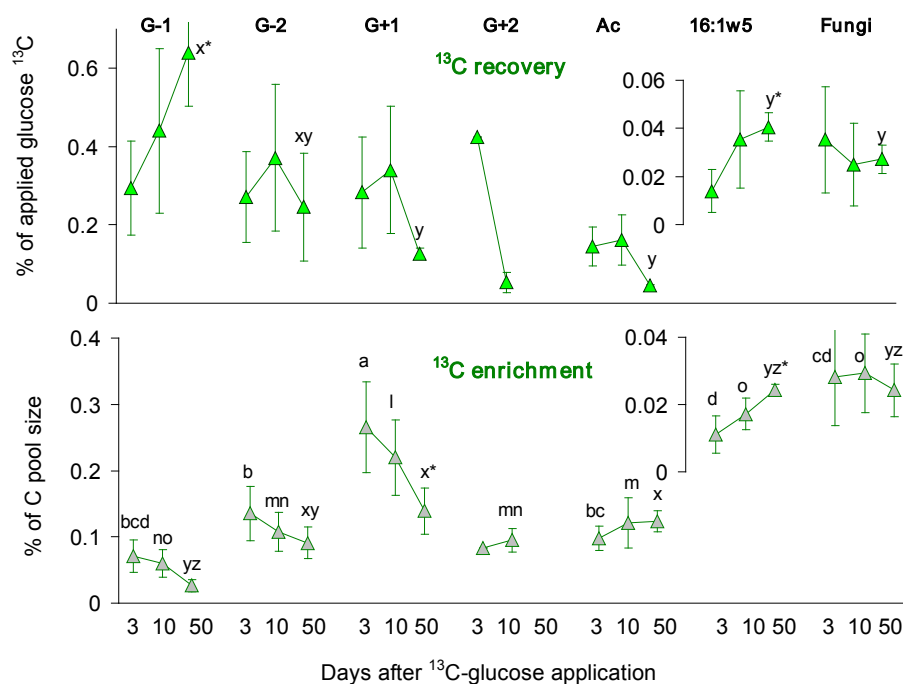 G-1 G-2 G+1 G+2 Ac 16:1w5 Fungi
% of applied glucose ¹³C
¹³C recovery
0.6
0.4
0.2
0
x*
xy
y
y
0.06
0.04
0.02
0
y*
y
% of C pool size
¹³C enrichment
0.4
0.3
0.2
0.1
0
bcd
no
yz
b
mn
xy
a
l
x*
mn
bc
m
x
0.04
0.02
0
d
o
yz*
cd
o
yz
3 10 50 3 10 50 3 10 50 3 10 50 3 10 50 3 10 50 3 10 50
Days after ¹³C-glucose application